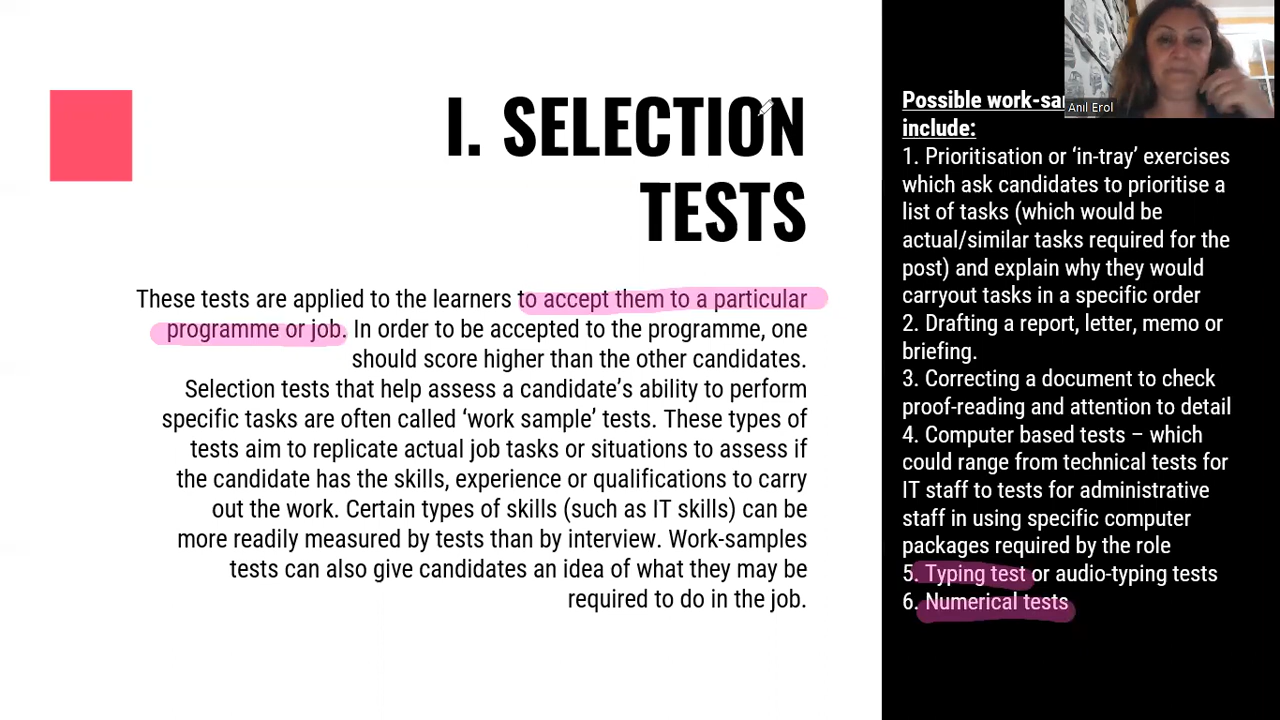 I. SELECTION
TESTS
These tests are applied to the learners to accept them to a particular
programme or job. In order to be accepted to the programme, one
should score higher than the other candidates.
Selection tests that help assess a candidate's ability to perform
specific tasks are often called ‘work sample’ tests. These types of
tests aim to replicate actual job tasks or situations to assess if
the candidate has the skills, experience or qualifications to carry
out the work. Certain types of skills (such as IT skills) can be
more readily measured by tests than by interview. Work-samples
tests can also give candidates an idea of what they may be
required to do in the job.
Possible
include:
1. Prioritisation or ‘in-tray’ exercises
which ask candidates to prioritise a
list of tasks (which would be
actual/similar tasks required for the
post) and explain why they would
carryout tasks in a specific order
2. Drafting a report, letter, memo or
briefing.
3. Correcting a document to check
proof-reading and attention to detail
4. Computer based tests – which
could range from technical tests for
IT staff to tests for administrative
staff in using specific computer
packages required by the role
5. Typing test or audio-typing tests
6. Numerical tests
Anıl Erol